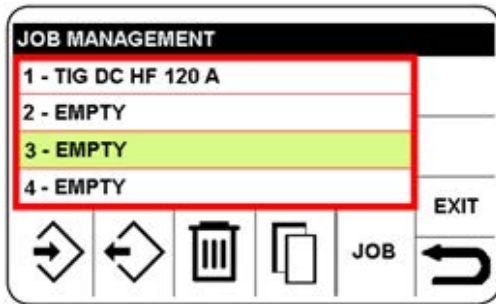 JOB MANAGEMENT
1 - TIG DC HF 120 A
2 - EMPTY
3 - EMPTY
4 - EMPTY
EXIT
JOB